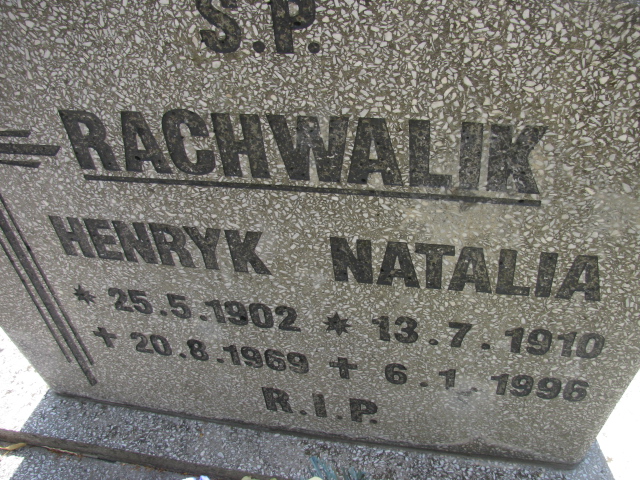 S.P.
RACHWALIK
HENRYK NATALIA
* 25.5.1902 * 13.7.1910
† 20.8.1969 † 6.1.1996
R.I.P.